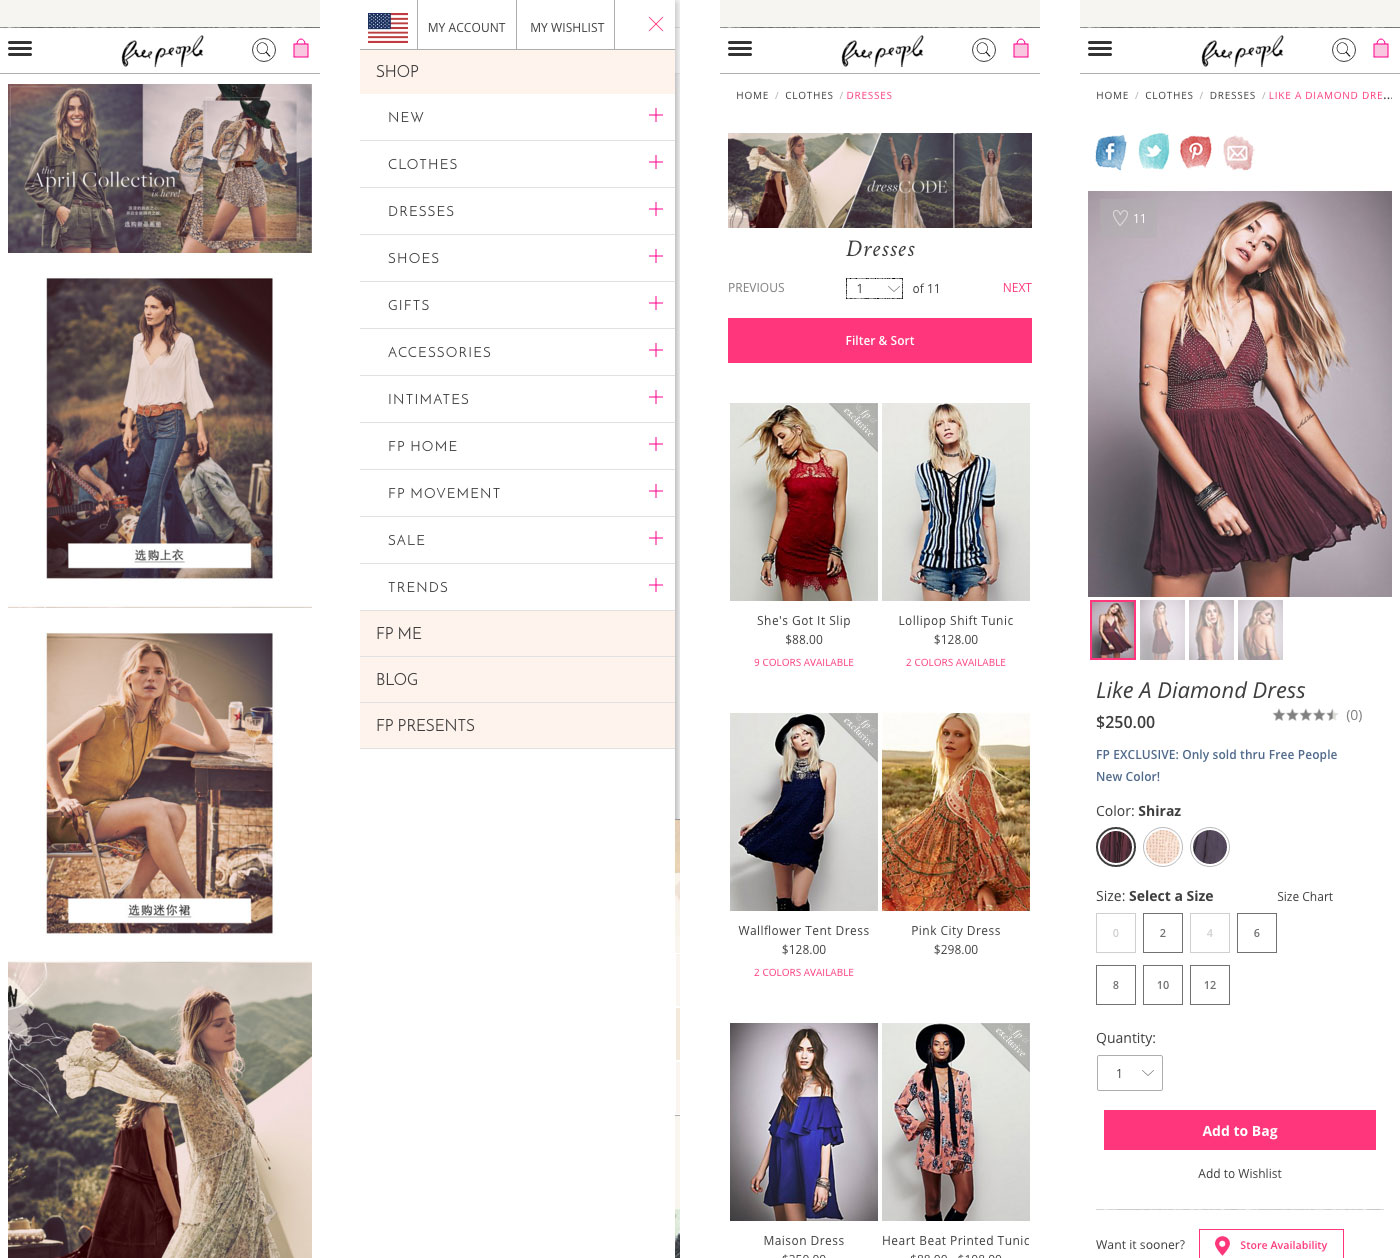 free people
the
April Collection
is here!
选购上衣
选购迷你裙
MY ACCOUNT
MY WISHLIST
SHOP
NEW
CLOTHES
DRESSES
SHOES
GIFTS
ACCESSORIES
INTIMATES
FP HOME
FP MOVEMENT
SALE
TRENDS
FP ME
BLOG
FP PRESENTS
free people
HOME / CLOTHES / DRESSES
dressCODE
Dresses
PREVIOUS
1
of 11
NEXT
Filter & Sort
fp exclusive
She's Got It Slip
$88.00
9 COLORS AVAILABLE
Lollipop Shift Tunic
$128.00
2 COLORS AVAILABLE
fp exclusive
Wallflower Tent Dress
$128.00
2 COLORS AVAILABLE
Pink City Dress
$298.00
fp exclusive
Maison Dress
Heart Beat Printed Tunic
free people
HOME / CLOTHES / DRESSES / LIKE A DIAMOND DRE...
11
Like A Diamond Dress
$250.00
(0)
FP EXCLUSIVE: Only sold thru Free People
New Color!
Color: Shiraz
Size: Select a Size
Size Chart
0 2 4 6
8 10 12
Quantity:
1
Add to Bag
Add to Wishlist
Want it sooner?
Store Availability